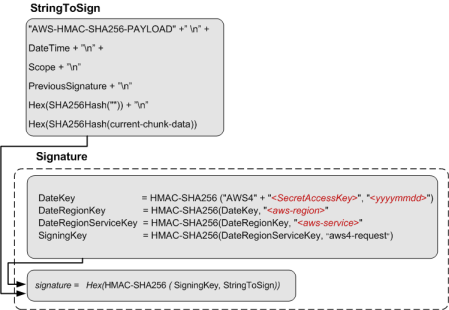 StringToSign
"AWS-HMAC-SHA256-PAYLOAD" +" \n" +
DateTime + "\n" +
Scope + "\n"
PreviousSignature + "\n"
Hex(SHA256Hash("")) + "\n"
Hex(SHA256Hash(current-chunk-data))
Signature
DateKey = HMAC-SHA256 ("AWS4" + "<SecretAccessKey>", "<yyyymmdd>")
DateRegionKey = HMAC-SHA256(DateKey, "<aws-region>")
DateRegionServiceKey = HMAC-SHA256(DateRegionKey, "<aws-service>")
SigningKey = HMAC-SHA256(DateRegionServiceKey, "aws4-request")
signature = Hex(HMAC-SHA256 ( SigningKey, StringToSign))